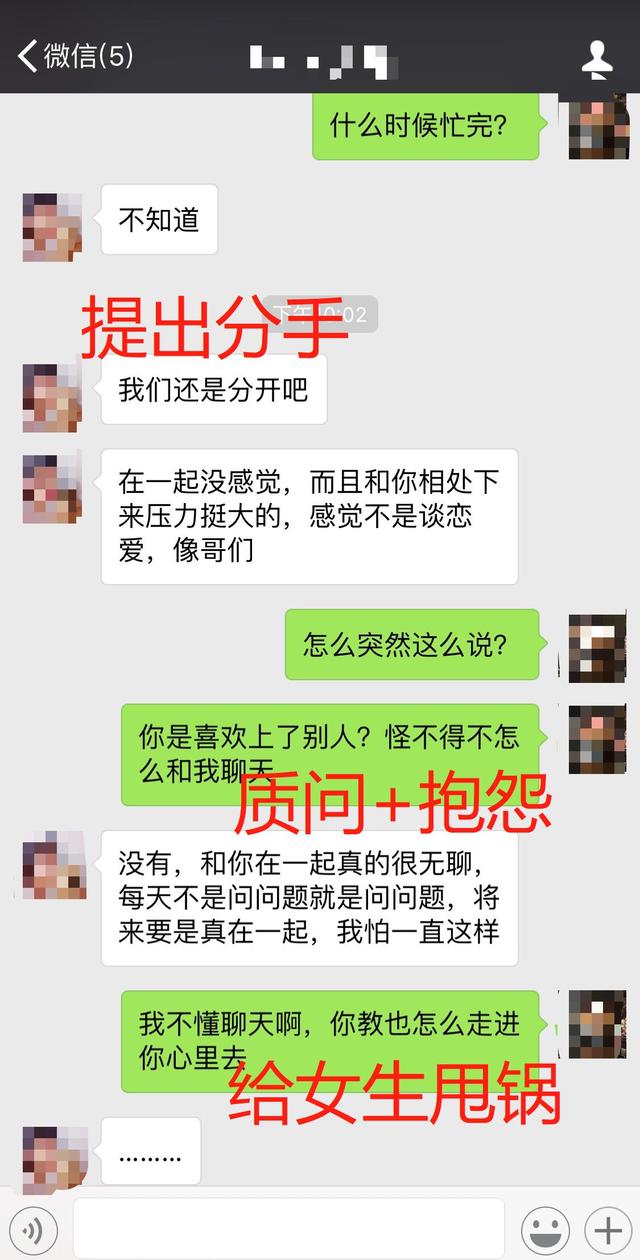 微信(5)
什么时候忙完?
不知道
提出分手
我们还是分开吧
在一起没感觉，而且和你相处下
来压力挺大的，感觉不是谈恋
爱，像哥们
怎么突然这么说?
你是喜欢上了别人? 怪不得不怎
么和我聊天
质问+抱怨
没有，和你在一起真的很无聊，
每天不是问问题就是问问题，将
来要是真在一起，我怕一直这样
我不懂聊天啊，你教也怎么走进
你心里去
给女生甩锅
………